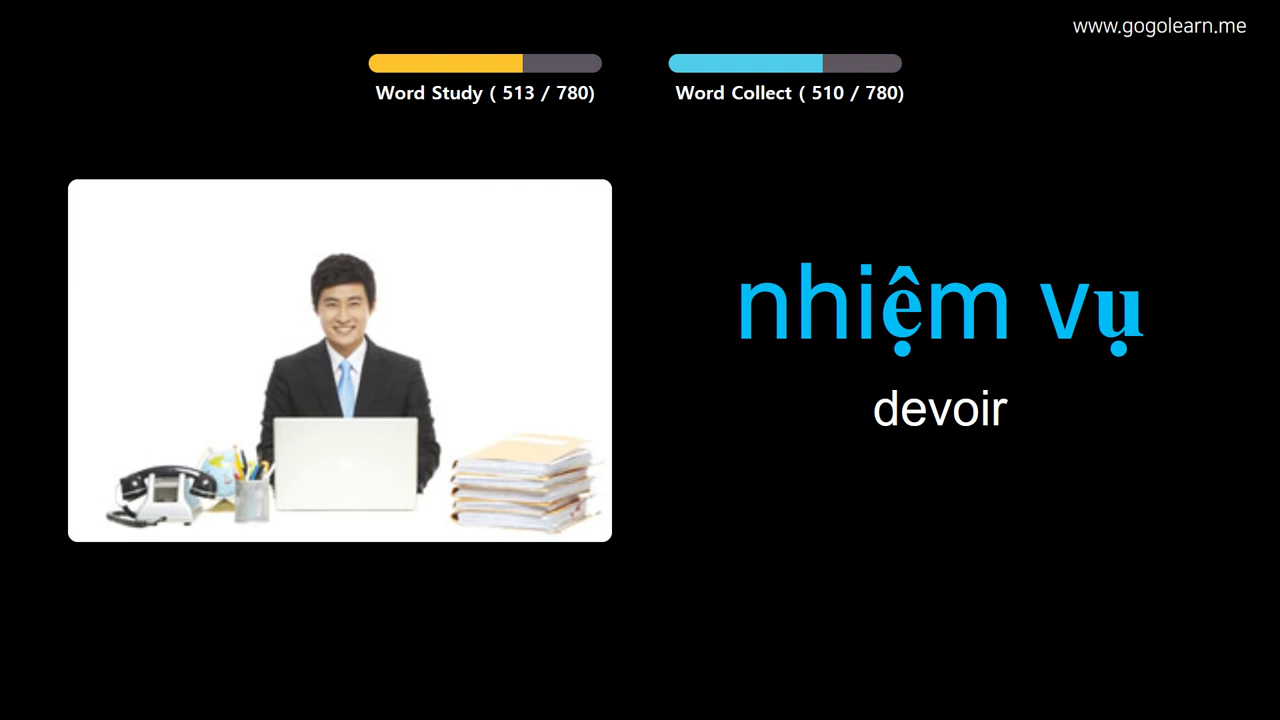 www.gogolearn.me
Word Study ( 513 / 780)
Word Collect ( 510 / 780)
nhiệm vụ
devoir